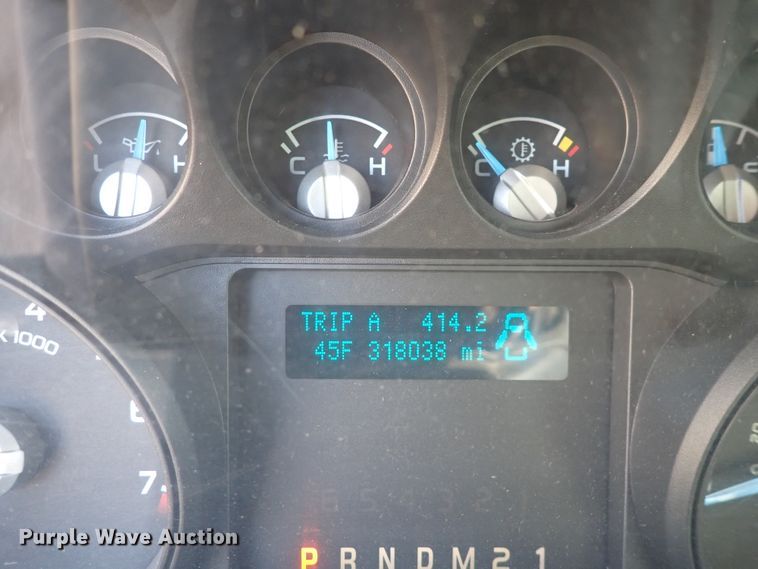 L H
C H
C H
TRIP A 414.2
45F 318038 mi
4
x1000
6
7
P R N D M 2 1
Purple Wave Auction